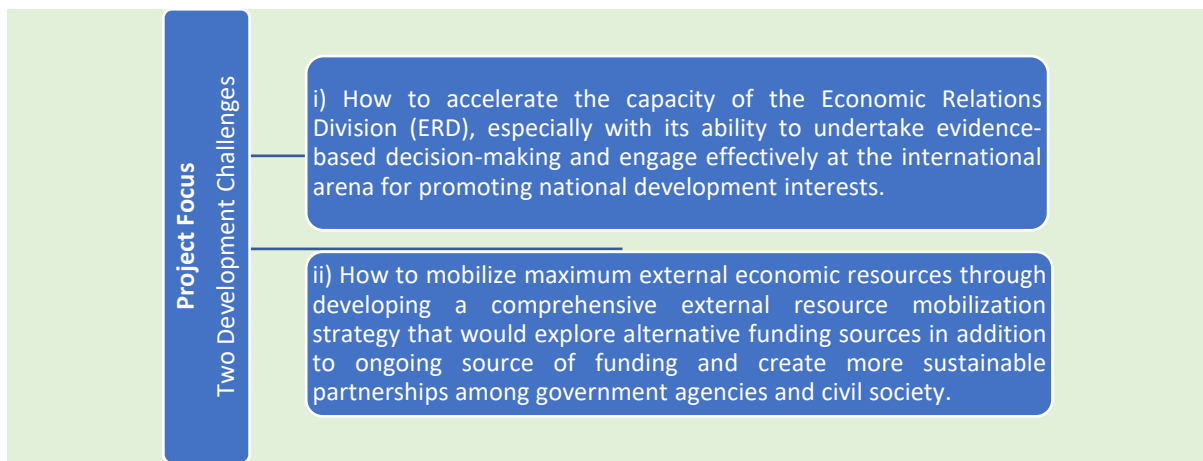 Project Focus
Two Development Challenges
i) How to accelerate the capacity of the Economic Relations
Division (ERD), especially with its ability to undertake evidence-
based decision-making and engage effectively at the international
arena for promoting national development interests.
ii) How to mobilize maximum external economic resources through
developing a comprehensive external resource mobilization
strategy that would explore alternative funding sources in addition
to ongoing source of funding and create more sustainable
partnerships among government agencies and civil society.